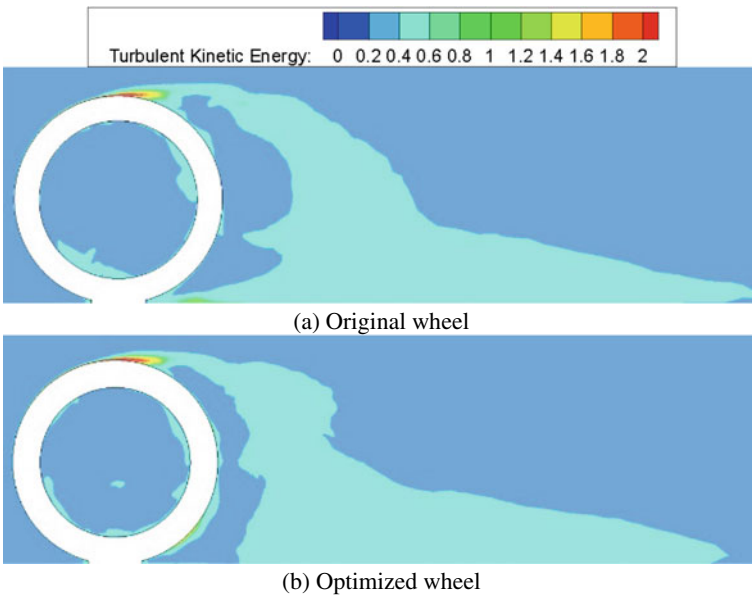 Turbulent Kinetic Energy: 0 0.2 0.4 0.6 0.8 1 1.2 1.4 1.6 1.8 2
(a) Original wheel
(b) Optimized wheel